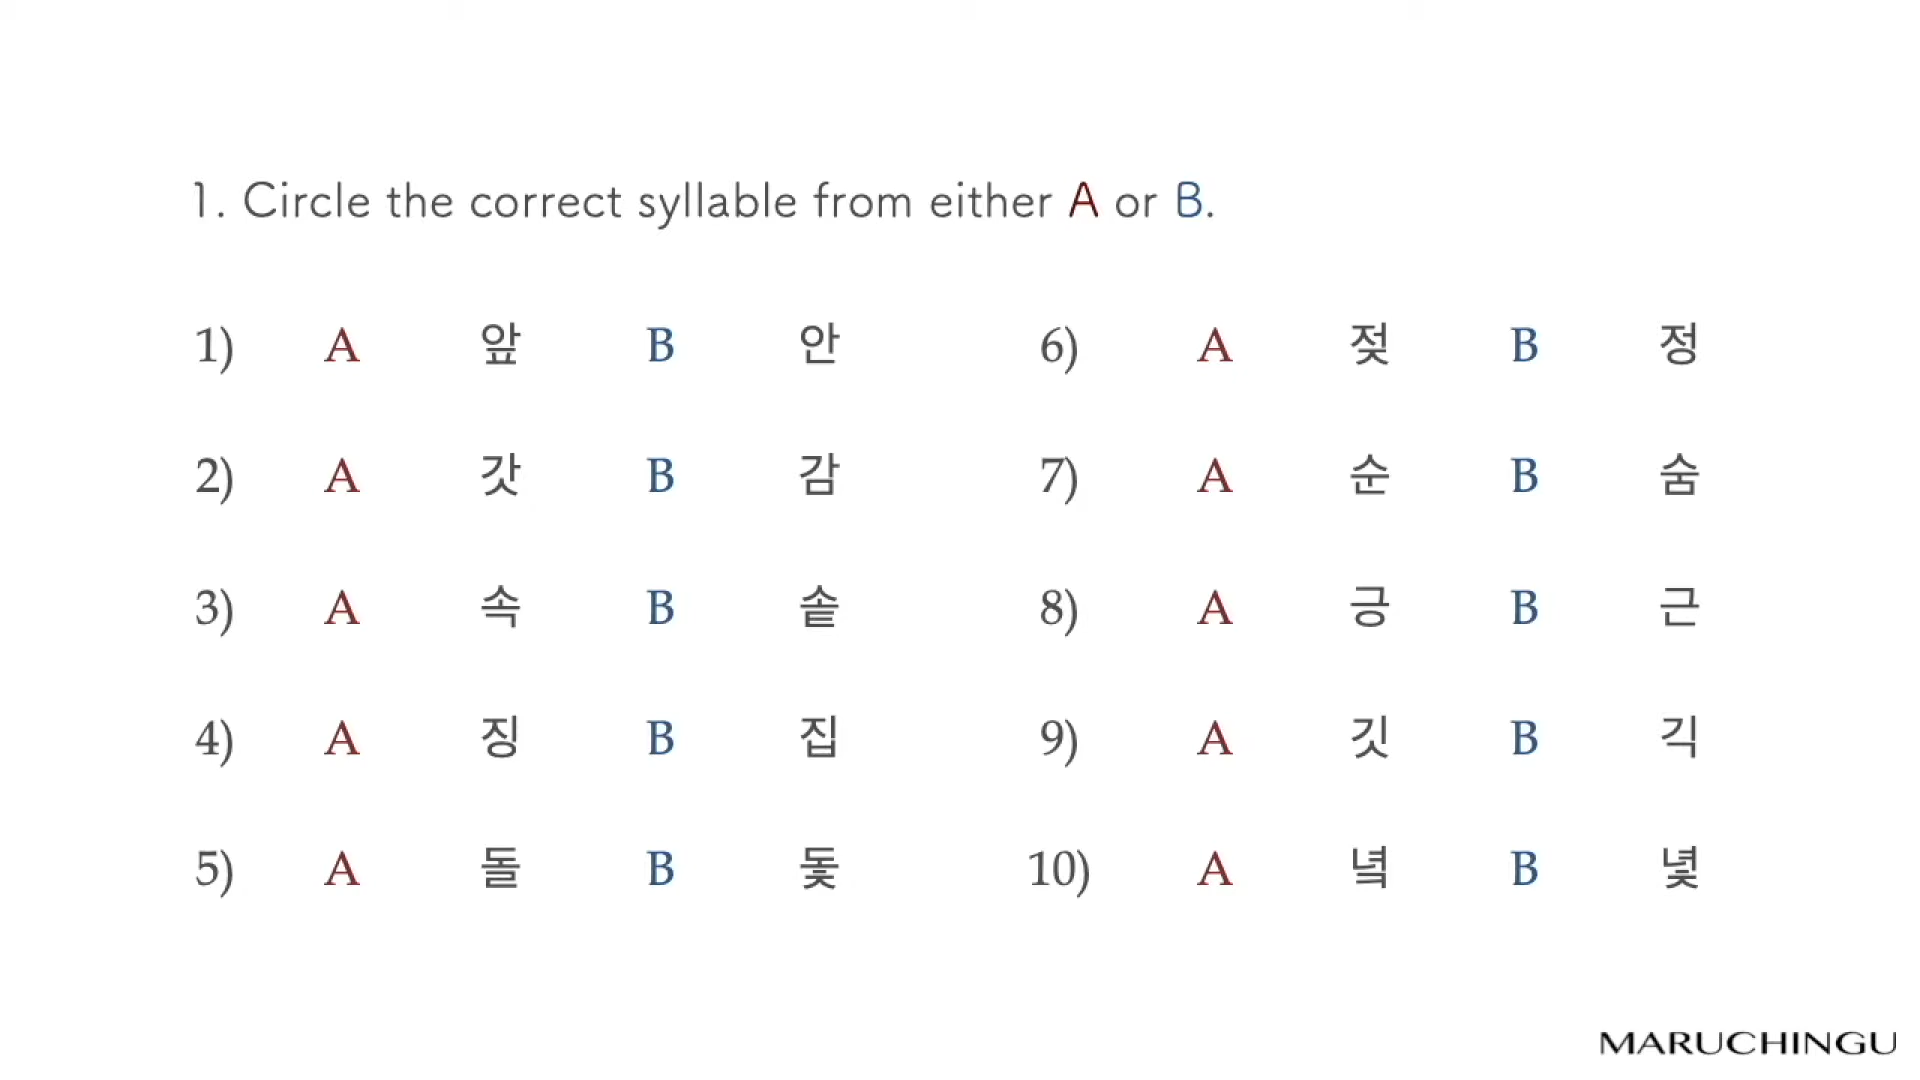 1. Circle the correct syllable from either A or B.
1) A 앞 B 안 6) A 젖 B 정
2) A 갓 B 감 7) A 순 B 숨
3) A 속 B 솥 8) A 긍 B 근
4) A 징 B 집 9) A 깃 B 긱
5) A 돌 B 돛 10) A 녘 B 녗
MARUCHINGU